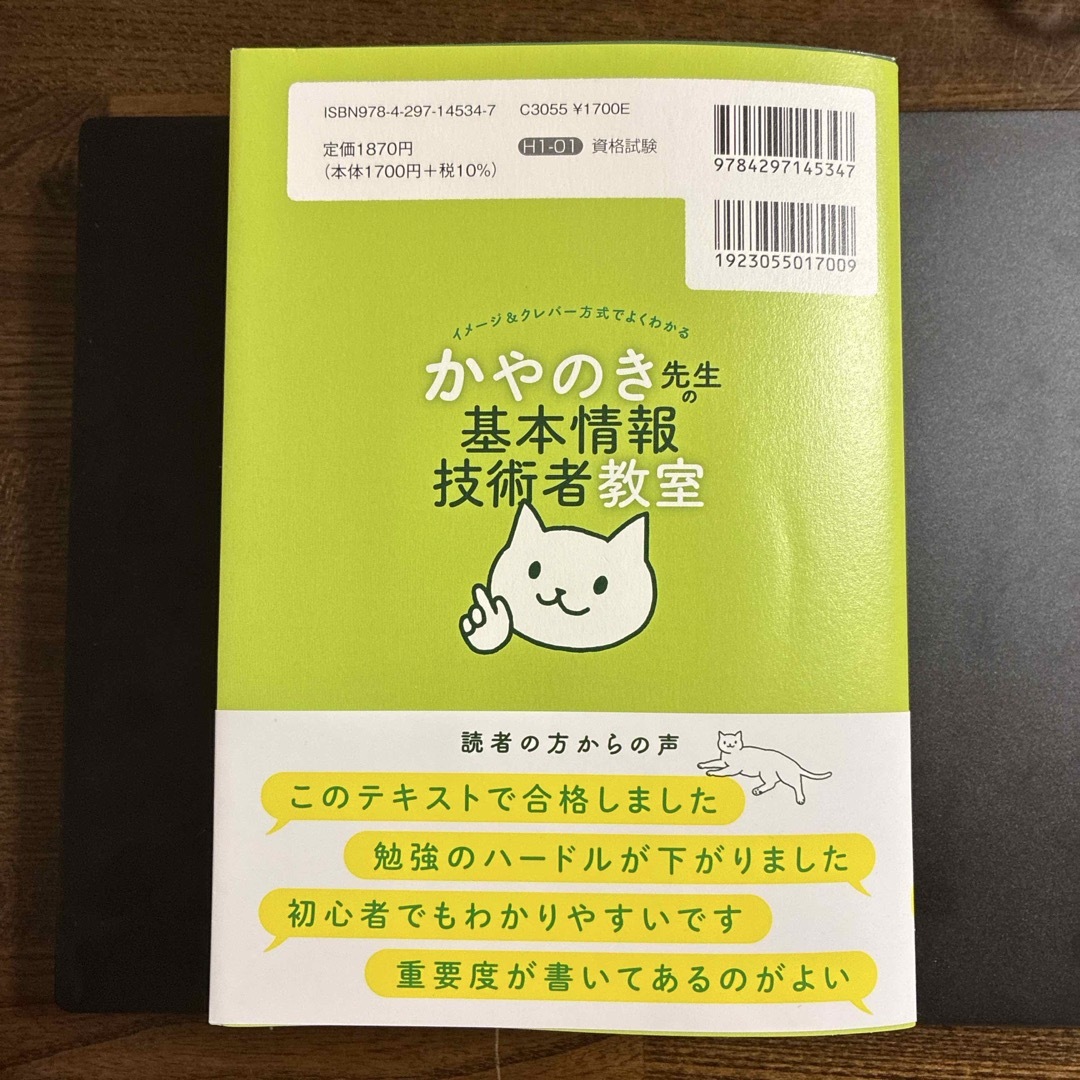 ISBN978-4-297-14534-7 C3055 ¥1700E
定価1870円 H1-01 資格試験
(本体1700円+税10%)
9784297145347
1923055017009
イメージ&クレバー方式でよくわかる
かやのき先生の
基本情報
技術者教室
読者の方からの声
このテキストで合格しました
勉強のハードルが下がりました
初心者でもわかりやすいです
重要度が書いてあるのがよい